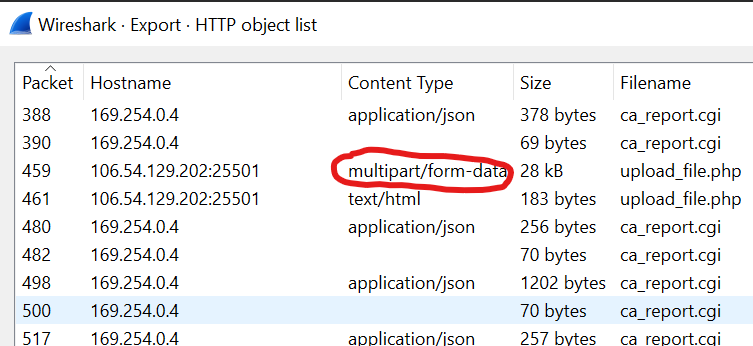 Wireshark · Export · HTTP object list
Packet Hostname Content Type Size Filename
388 169.254.0.4 application/json 378 bytes ca_report.cgi
390 169.254.0.4 69 bytes ca_report.cgi
459 106.54.129.202:25501 multipart/form-data 28 kB upload_file.php
461 106.54.129.202:25501 text/html 183 bytes upload_file.php
480 169.254.0.4 application/json 256 bytes ca_report.cgi
482 169.254.0.4 70 bytes ca_report.cgi
498 169.254.0.4 application/json 1202 bytes ca_report.cgi
500 169.254.0.4 70 bytes ca_report.cgi
517 169.254.0.4 application/json 257 bytes ca_report.cgi